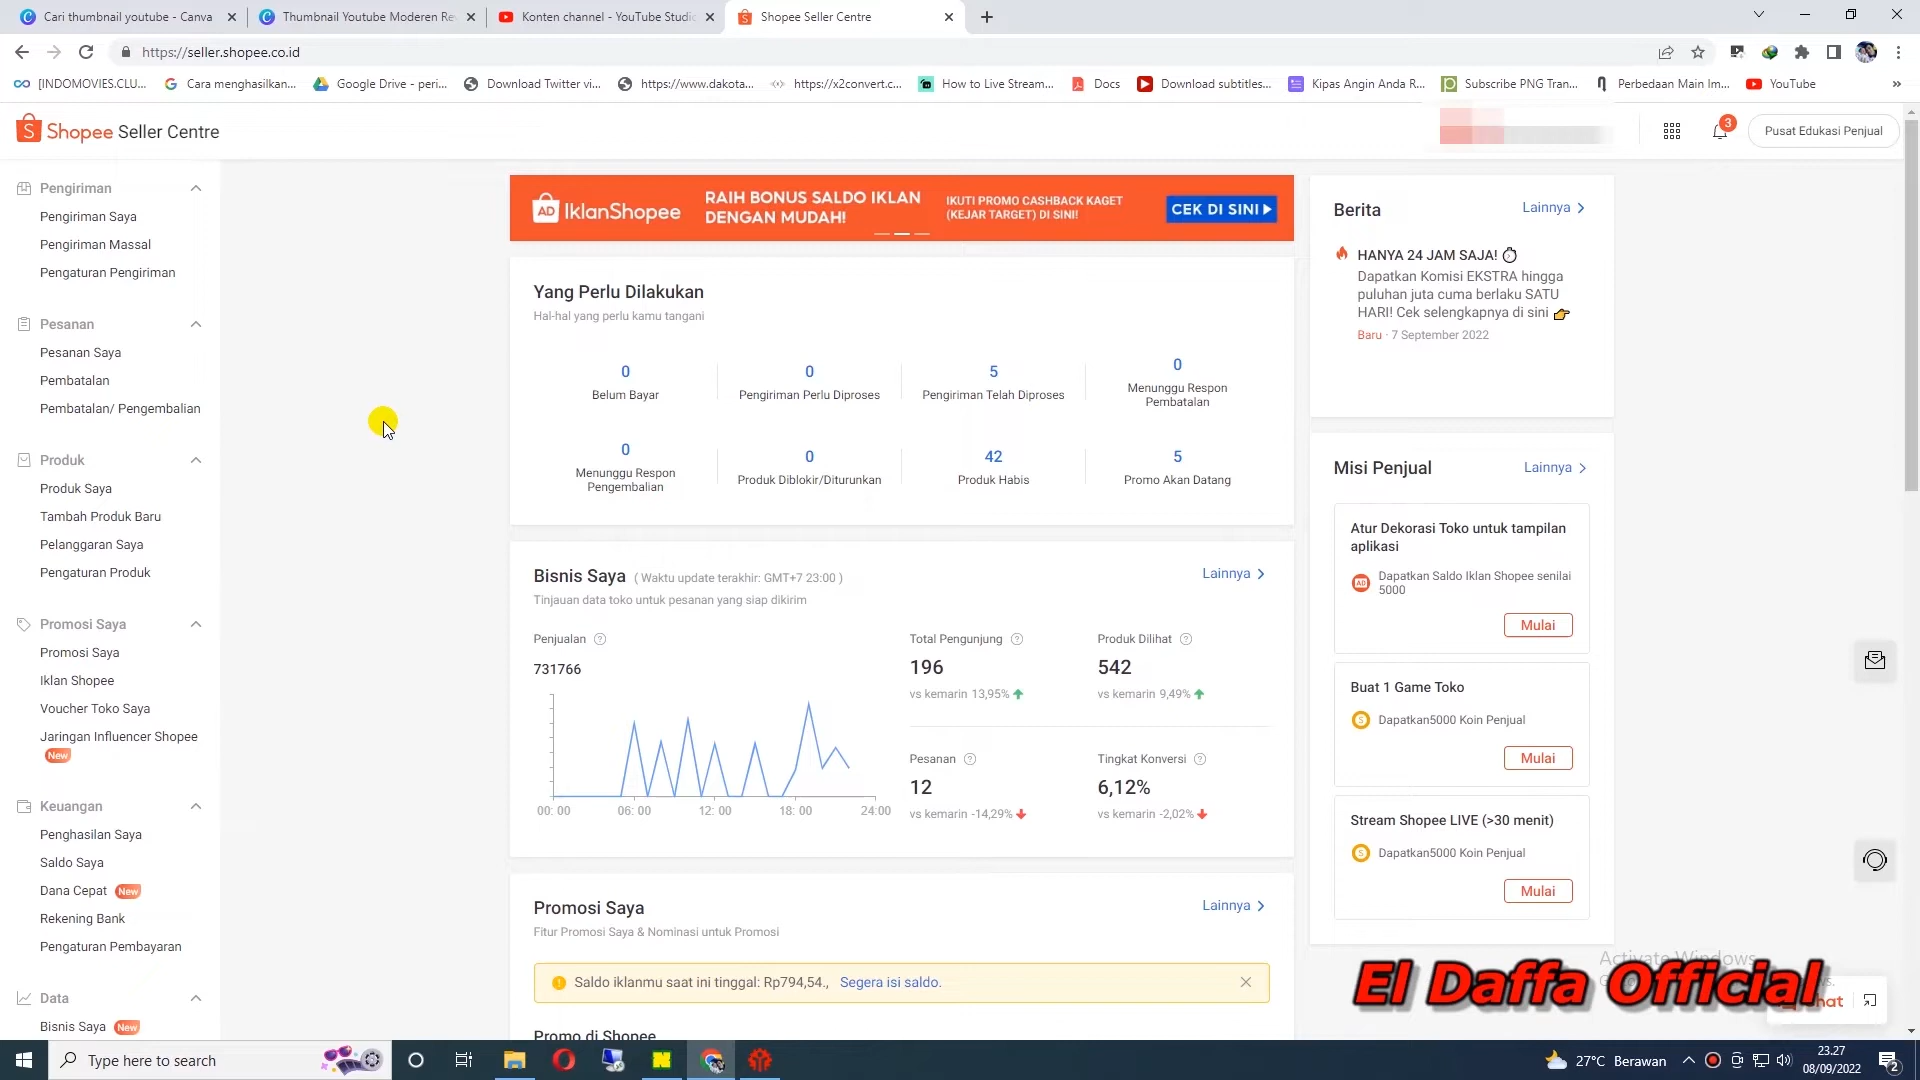 Cari thumbnail youtube - Canva
Thumbnail Youtube Moderen Re
Konten channel - YouTube Studio
Shopee Seller Centre
https://seller.shopee.co.id
[INDOMOVIES.CLU...
Cara menghasilkan...
Google Drive - peri...
Download Twitter vi...
https://www.dakota...
https://x2convert.c...
How to Live Stream...
Docs
Download subtitles...
Kipas Angin Anda R...
Subscribe PNG Tran...
Perbedaan Main Im...
YouTube
»
Shopee Seller Centre
3
Pusat Edukasi Penjual
Pengiriman
Pengiriman Saya
Pengiriman Massal
Pengaturan Pengiriman
Pesanan
Pesanan Saya
Pembatalan
Pembatalan/ Pengembalian
Produk
Produk Saya
Tambah Produk Baru
Pelanggaran Saya
Pengaturan Produk
Promosi Saya
Promosi Saya
Iklan Shopee
Voucher Toko Saya
Jaringan Influencer Shopee
New
Keuangan
Penghasilan Saya
Saldo Saya
Dana Cepat New
Rekening Bank
Pengaturan Pembayaran
Data
Bisnis Saya New
AD IklanShopee
RAIH BONUS SALDO IKLAN
DENGAN MUDAH!
IKUTI PROMO CASHBACK KAGET
(KEJAR TARGET) DI SINI!
CEK DI SINI
Yang Perlu Dilakukan
Hal-hal yang perlu kamu tangani
0
Belum Bayar
0
Pengiriman Perlu Diproses
5
Pengiriman Telah Diproses
0
Menunggu Respon
Pembatalan
0
Menunggu Respon
Pengembalian
0
Produk Diblokir/Diturunkan
42
Produk Habis
5
Promo Akan Datang
Bisnis Saya ( Waktu update terakhir: GMT+7 23:00 )
Lainnya
Tinjauan data toko untuk pesanan yang siap dikirim
Penjualan
731766
00: 00 06: 00 12: 00 18: 00 24:00
Total Pengunjung
196
vs kemarin 13,95%
Produk Dilihat
542
vs kemarin 9,49%
Pesanan
12
vs kemarin -14,29%
Tingkat Konversi
6,12%
vs kemarin -2,02%
Promosi Saya
Lainnya
Fitur Promosi Saya & Nominasi untuk Promosi
Saldo iklanmu saat ini tinggal: Rp794,54., Segera isi saldo.
Promo di Shopee
Berita
Lainnya
HANYA 24 JAM SAJA!
Dapatkan Komisi EKSTRA hingga
puluhan juta cuma berlaku SATU
HARI! Cek selengkapnya di sini
Baru · 7 September 2022
Misi Penjual
Lainnya
Atur Dekorasi Toko untuk tampilan
aplikasi
AD
Dapatkan Saldo Iklan Shopee senilai
5000
Mulai
Buat 1 Game Toko
Dapatkan5000 Koin Penjual
Mulai
Stream Shopee LIVE (>30 menit)
Dapatkan5000 Koin Penjual
Mulai
Activate Windows
El Daffa Official
Type here to search
27°C Berawan
23.27
08/09/2022
2